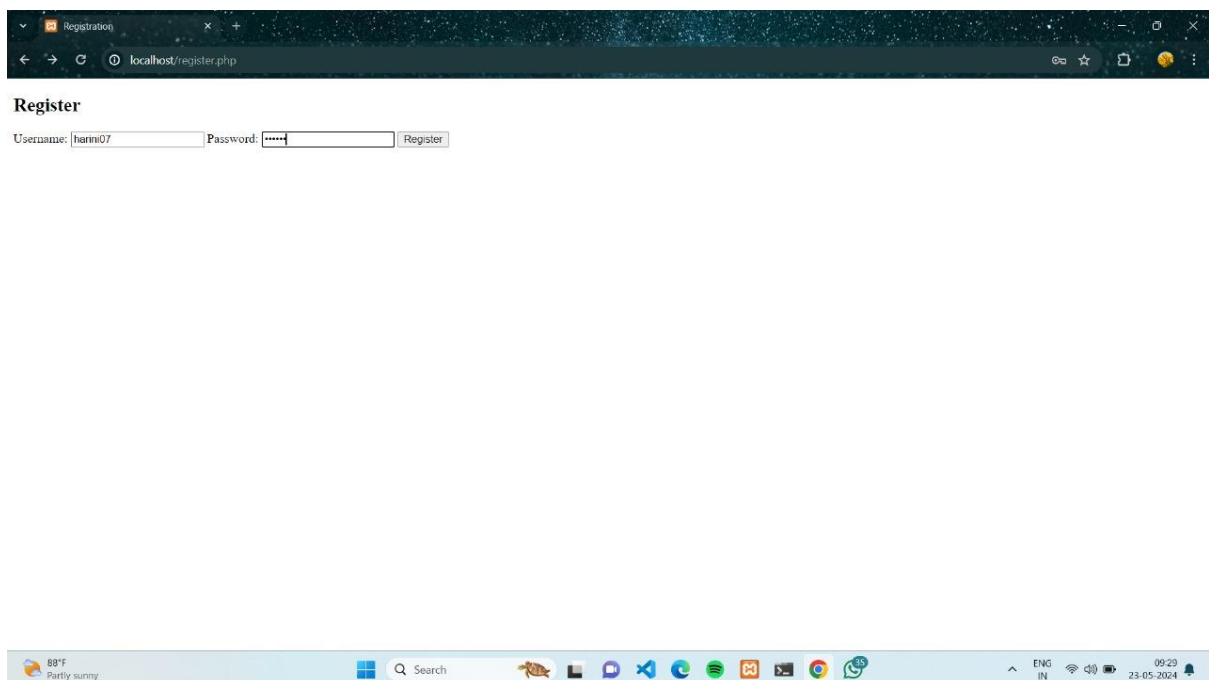 Registration
localhost/register.php
Register
Username: harini07 Password: •••••• Register
88°F
Partly sunny
Search
35
ENG
IN
09:29
23-05-2024